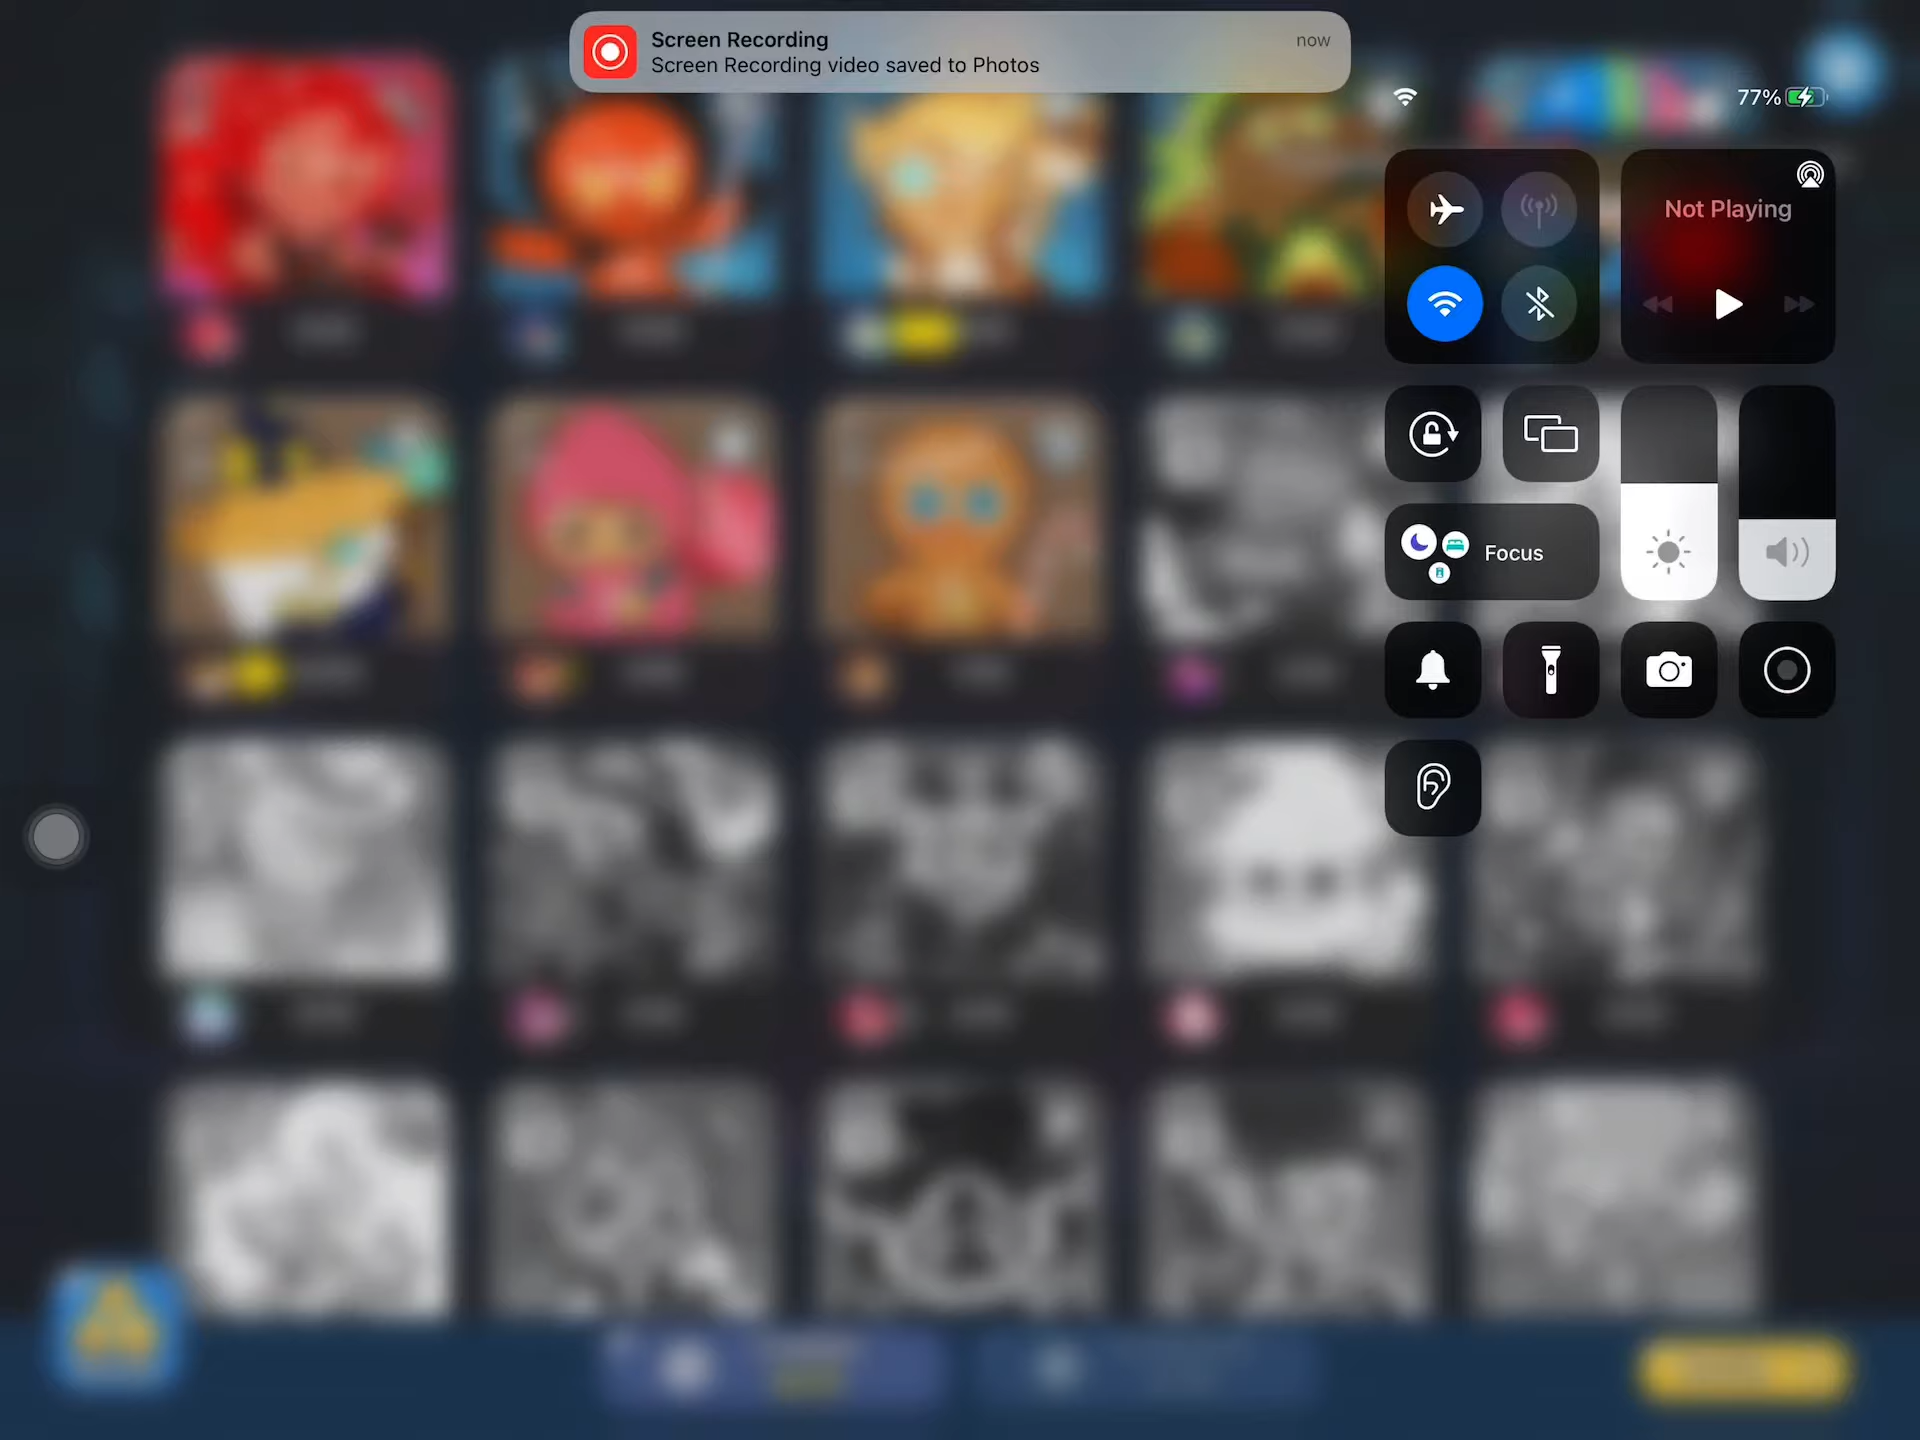 Screen Recording
now
Screen Recording video saved to Photos
77%
Not Playing
Focus